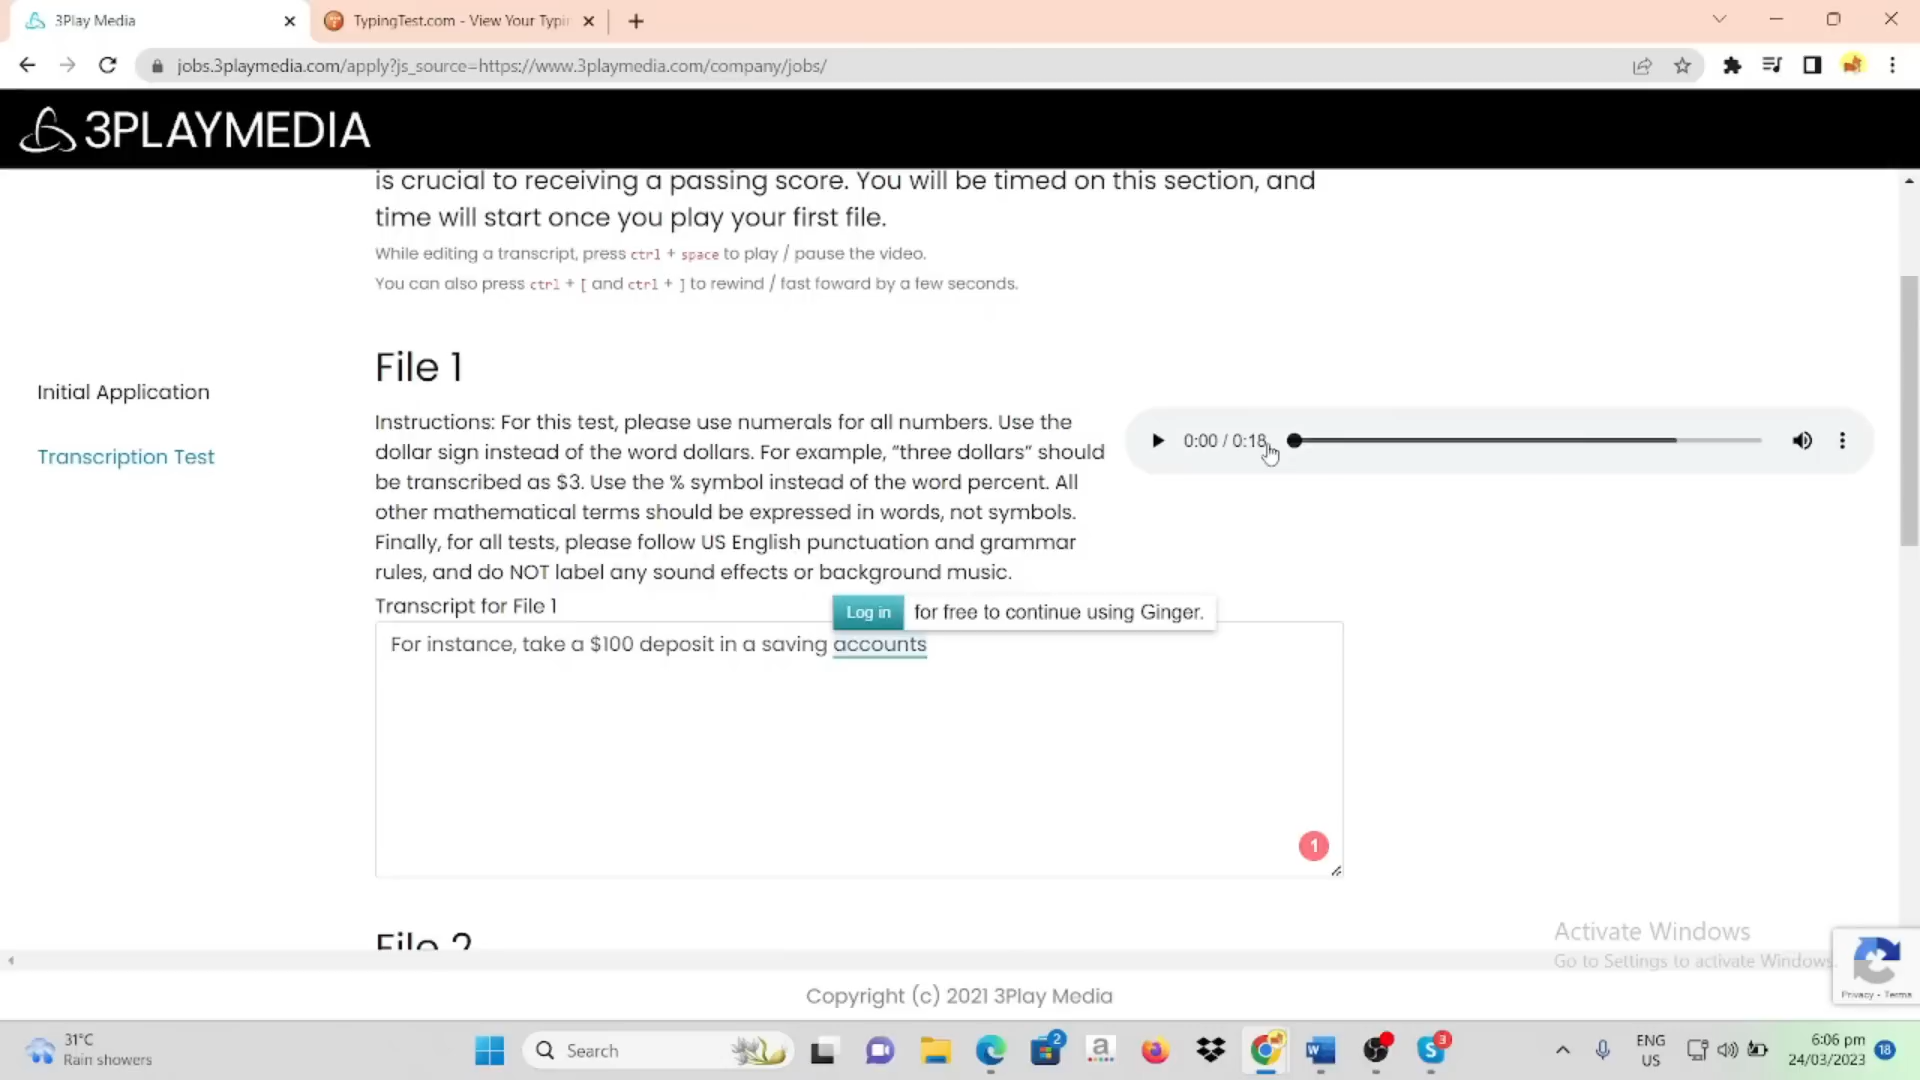 3Play Media
TypingTest.com - View Your Typi
jobs.3playmedia.com/apply?js_source=https://www.3playmedia.com/company/jobs/
3PLAYMEDIA
is crucial to receiving a passing score. You will be timed on this section, and
time will start once you play your first file.
While editing a transcript, press ctrl + space to play / pause the video.
You can also press ctrl + [ and ctrl + ] to rewind / fast foward by a few seconds.
File 1
Initial Application
Transcription Test
Instructions: For this test, please use numerals for all numbers. Use the
dollar sign instead of the word dollars. For example, “three dollars” should
be transcribed as $3. Use the % symbol instead of the word percent. All
other mathematical terms should be expressed in words, not symbols.
Finally, for all tests, please follow US English punctuation and grammar
rules, and do NOT label any sound effects or background music.
0:00 / 0:18
Transcript for File 1
Log in for free to continue using Ginger.
For instance, take a $100 deposit in a saving accounts
1
File 2
Activate Windows
Go to Settings to activate Windows.
Privacy - Terms
Copyright (c) 2021 3Play Media
31°C
Rain showers
Search
2
a
3
ENG
US
6:06 pm
24/03/2023
18